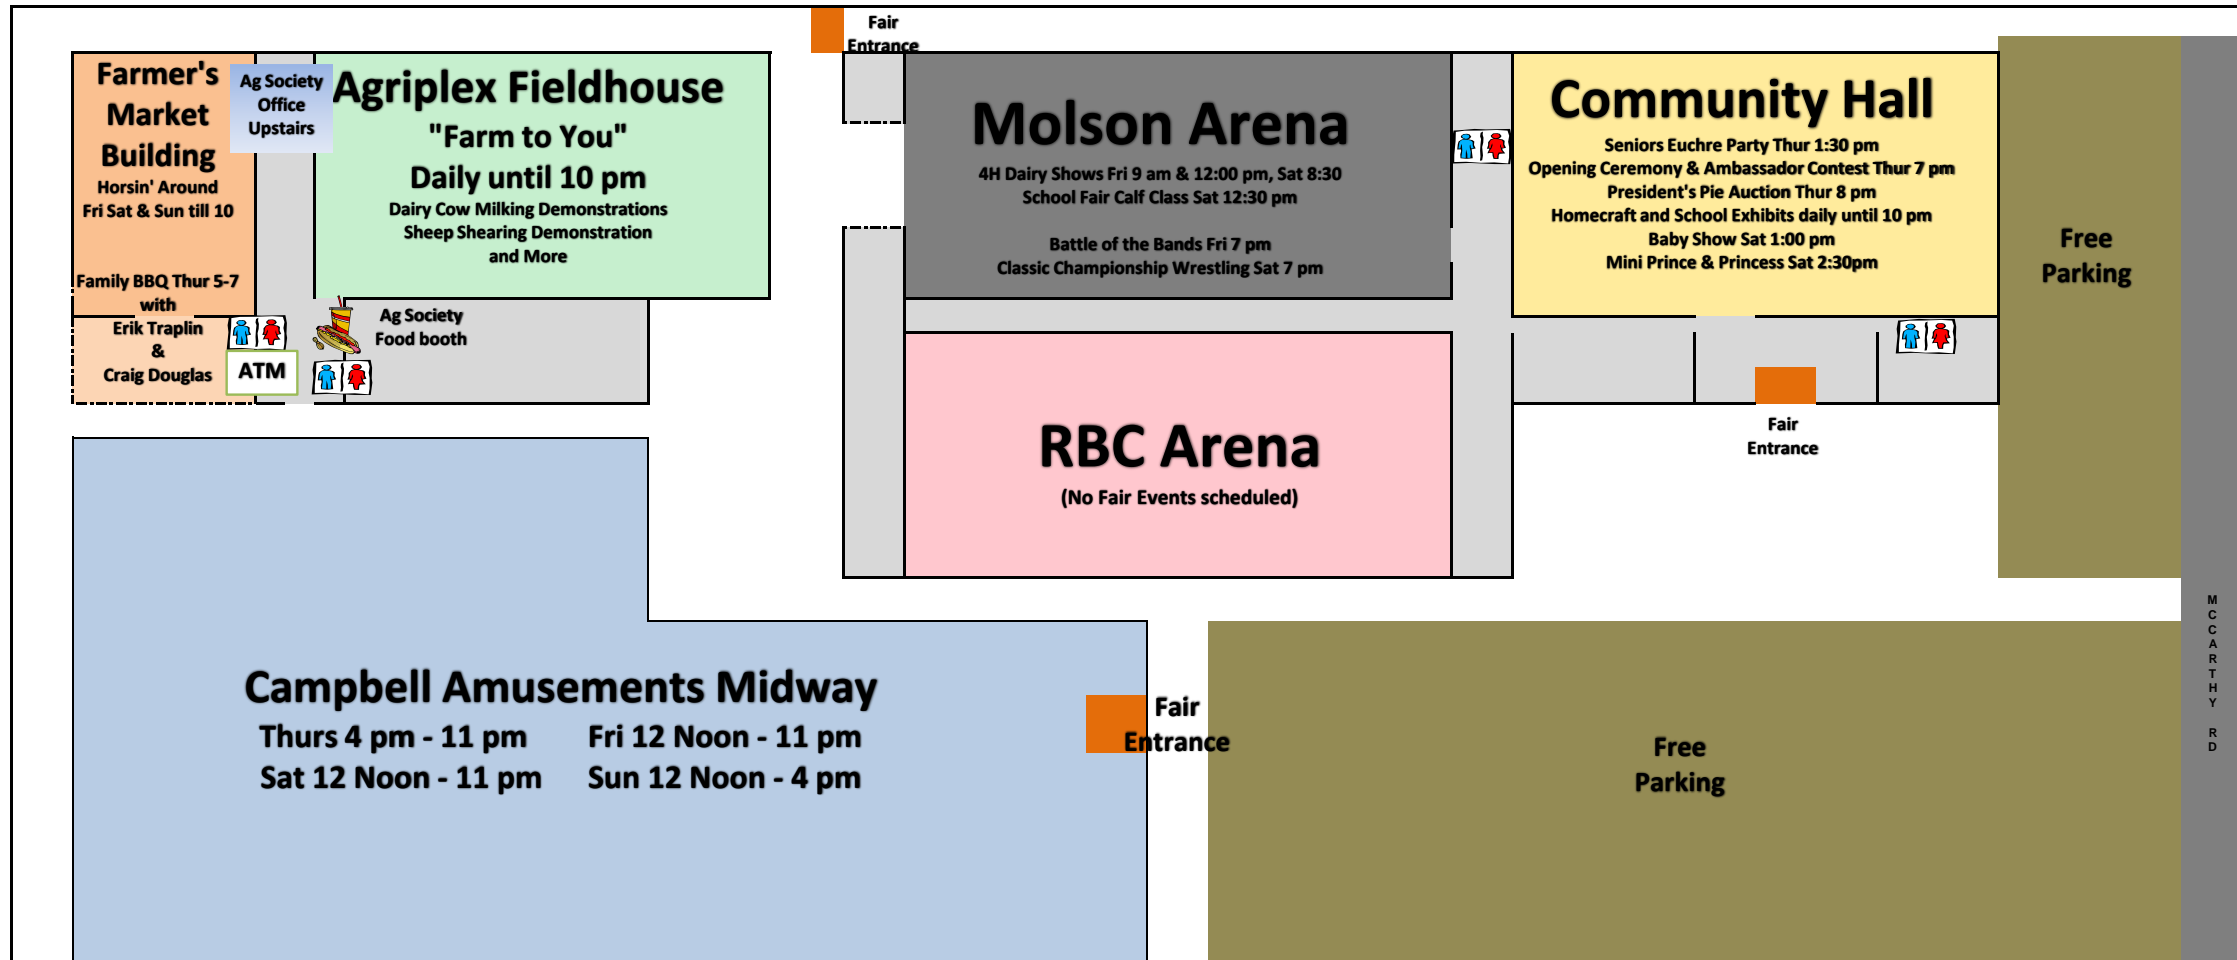 Fair
Entrance
Farmer's
Market
Building
Horsin' Around
Fri Sat & Sun till 10
Family BBQ Thur 5-7
with
Erik Traplin
&
Craig Douglas
Ag Society
Office
Upstairs
Agriplex Fieldhouse
"Farm to You"
Daily until 10 pm
Dairy Cow Milking Demonstrations
Sheep Shearing Demonstration
and More
Ag Society
Food booth
ATM
Molson Arena
4H Dairy Shows Fri 9 am & 12:00 pm, Sat 8:30
School Fair Calf Class Sat 12:30 pm
Battle of the Bands Fri 7 pm
Classic Championship Wrestling Sat 7 pm
Community Hall
Seniors Euchre Party Thur 1:30 pm
Opening Ceremony & Ambassador Contest Thur 7 pm
President's Pie Auction Thur 8 pm
Homecraft and School Exhibits daily until 10 pm
Baby Show Sat 1:00 pm
Mini Prince & Princess Sat 2:30pm
Free
Parking
RBC Arena
(No Fair Events scheduled)
Fair
Entrance
Campbell Amusements Midway
Thurs 4 pm - 11 pm Fri 12 Noon - 11 pm
Sat 12 Noon - 11 pm Sun 12 Noon - 4 pm
Fair
Entrance
Free
Parking
MCCARTHY RD